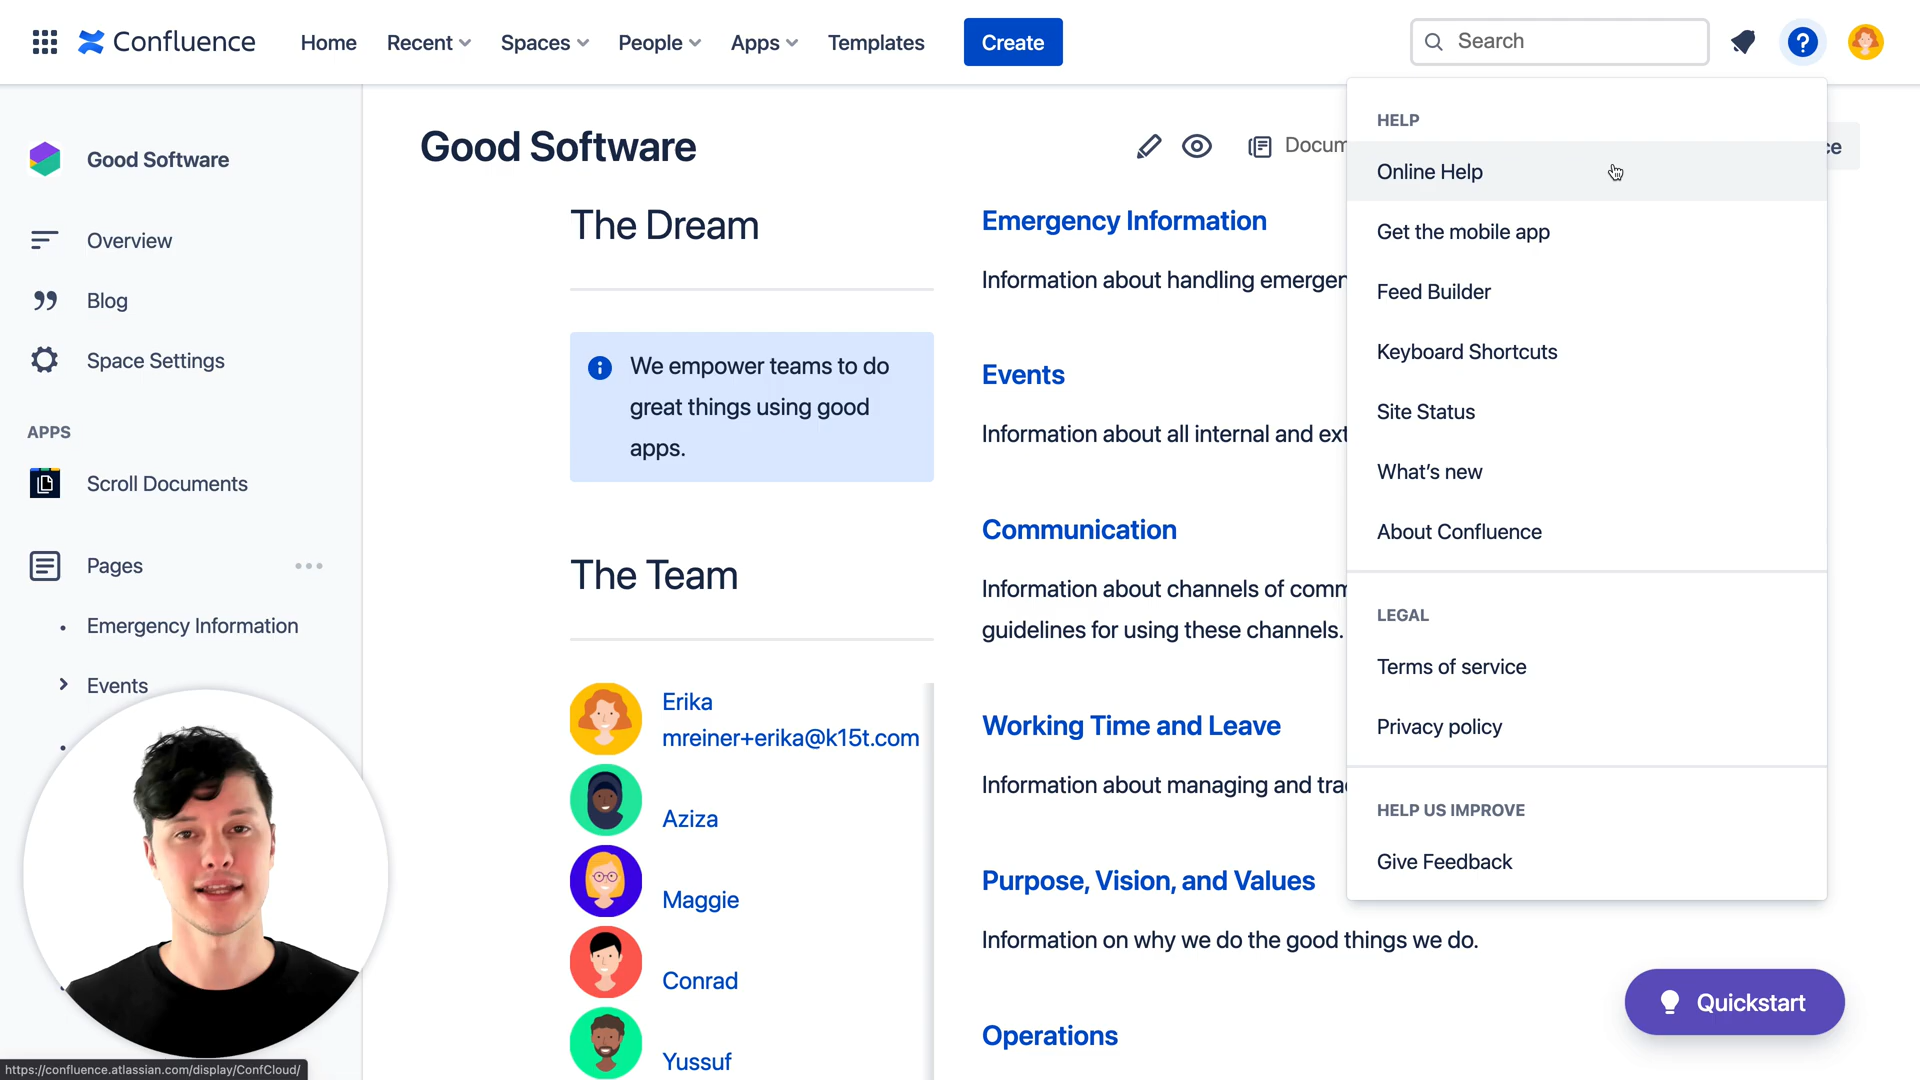 Confluence
Home
Recent
Spaces
People
Apps
Templates
Create
Search
?
Good Software
Overview
Blog
Space Settings
APPS
Scroll Documents
Pages
Emergency Information
Events
Good Software
Docum
ce
The Dream
We empower teams to do
great things using good
apps.
The Team
Erika
mreiner+erika@k15t.com
Aziza
Maggie
Conrad
Yussuf
Emergency Information
Information about handling emergen
Events
Information about all internal and ext
Communication
Information about channels of comm
guidelines for using these channels.
Working Time and Leave
Information about managing and tra
Purpose, Vision, and Values
Information on why we do the good things we do.
Operations
HELP
Online Help
Get the mobile app
Feed Builder
Keyboard Shortcuts
Site Status
What's new
About Confluence
LEGAL
Terms of service
Privacy policy
HELP US IMPROVE
Give Feedback
Quickstart
https://confluence.atlassian.com/display/ConfCloud/